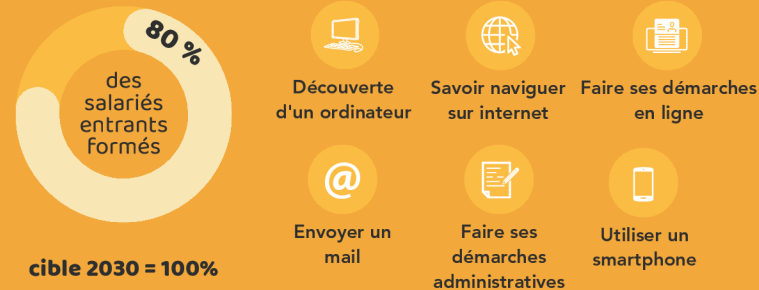 80 %
des
salariés
entrants
formés
cible 2030 = 100%
Découverte
d'un ordinateur
Savoir naviguer
sur internet
Faire ses démarches
en ligne
@
Envoyer un
mail
Faire ses
démarches
administratives
Utiliser un
smartphone